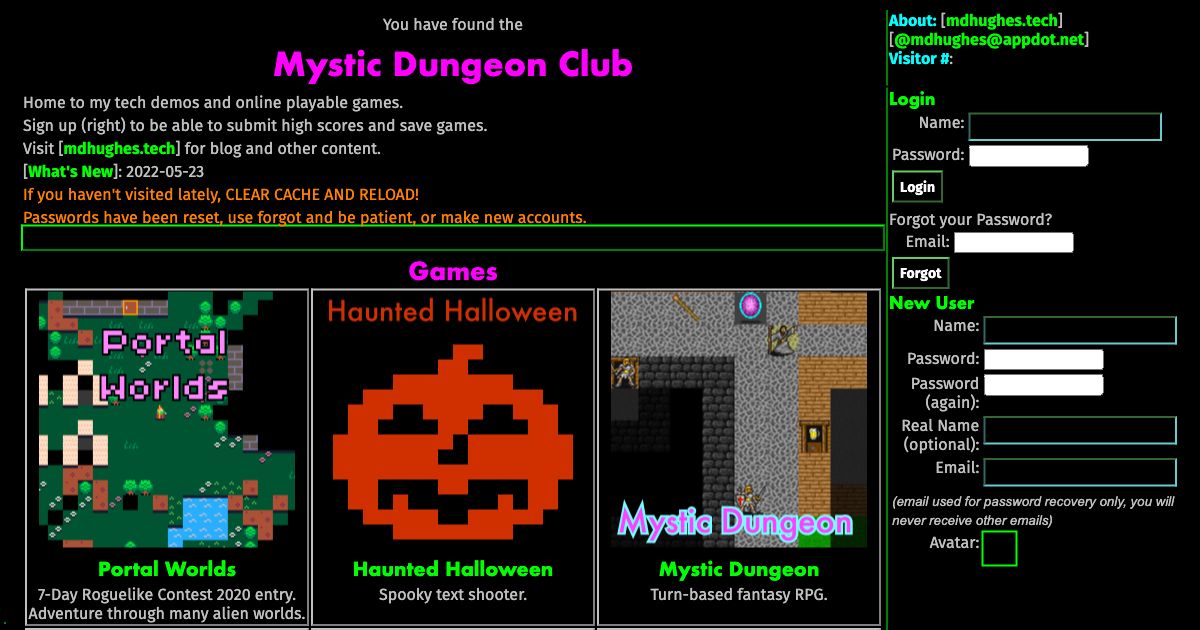 You have found the
Mystic Dungeon Club
Home to my tech demos and online playable games.
Sign up (right) to be able to submit high scores and save games.
Visit [mdhughes.tech] for blog and other content.
[What's New]: 2022-05-23
If you haven't visited lately, CLEAR CACHE AND RELOAD!
Passwords have been reset, use forgot and be patient, or make new accounts.
Games
Portal
Worlds
Portal Worlds
7-Day Roguelike Contest 2020 entry.
Adventure through many alien worlds.
Haunted Halloween
Haunted Halloween
Spooky text shooter.
Mystic Dungeon
Mystic Dungeon
Turn-based fantasy RPG.
About: [mdhughes.tech]
[@mdhughes@appdot.net]
Visitor #:
Login
Name:
Password:
Login
Forgot your Password?
Email:
Forgot
New User
Name:
Password:
Password
(again):
Real Name
(optional):
Email:
(email used for password recovery only, you will
never receive other emails)
Avatar: